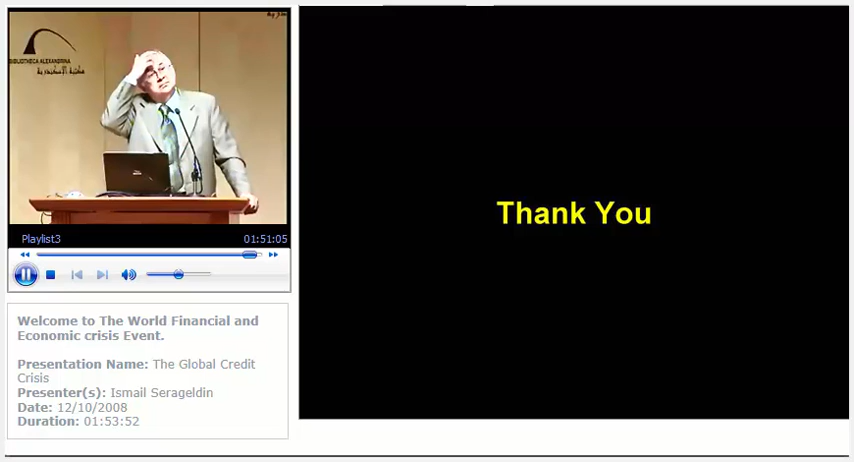 BIBLIOTHECA ALEXANDRINA
مكتبة الإسكندرية
Playlist3
01:51:05
Welcome to The World Financial and
Economic crisis Event.
Presentation Name: The Global Credit
Crisis
Presenter(s): Ismail Serageldin
Date: 12/10/2008
Duration: 01:53:52
Thank You